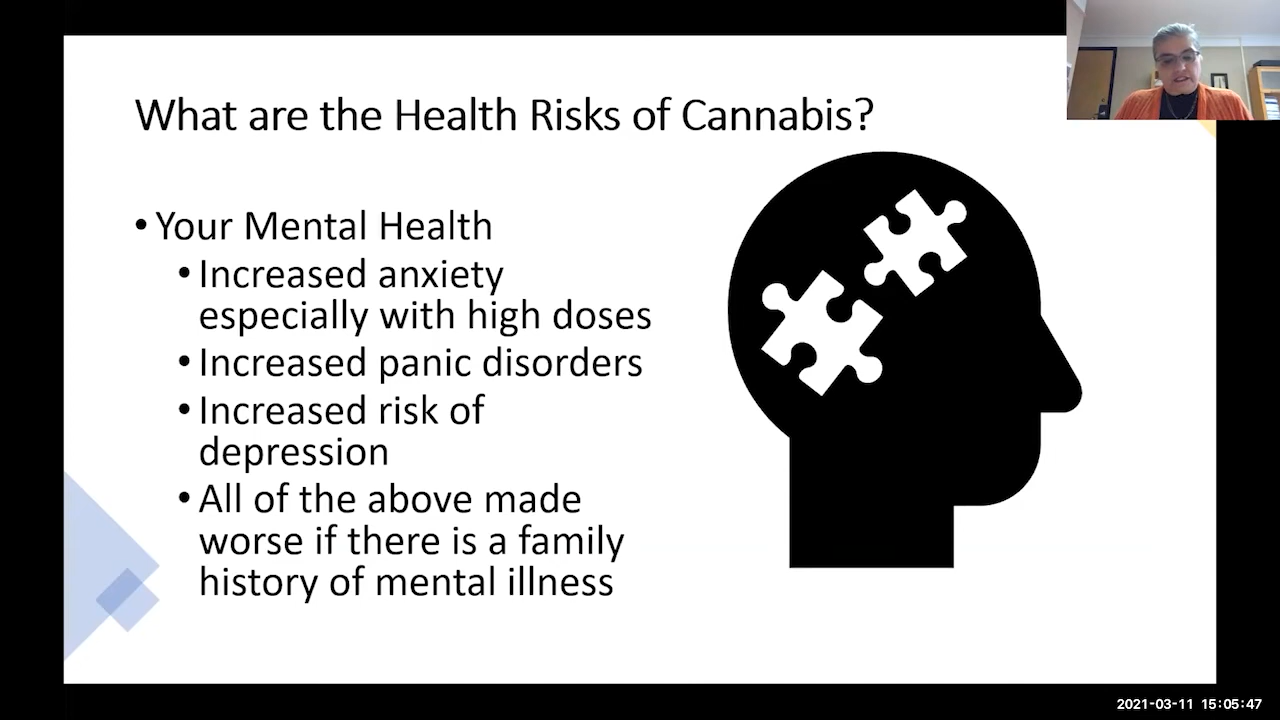 What are the Health Risks of Cannabis?
• Your Mental Health
• Increased anxiety
especially with high doses
• Increased panic disorders
• Increased risk of
depression
• All of the above made
worse if there is a family
history of mental illness
2021-03-11 15:05:47